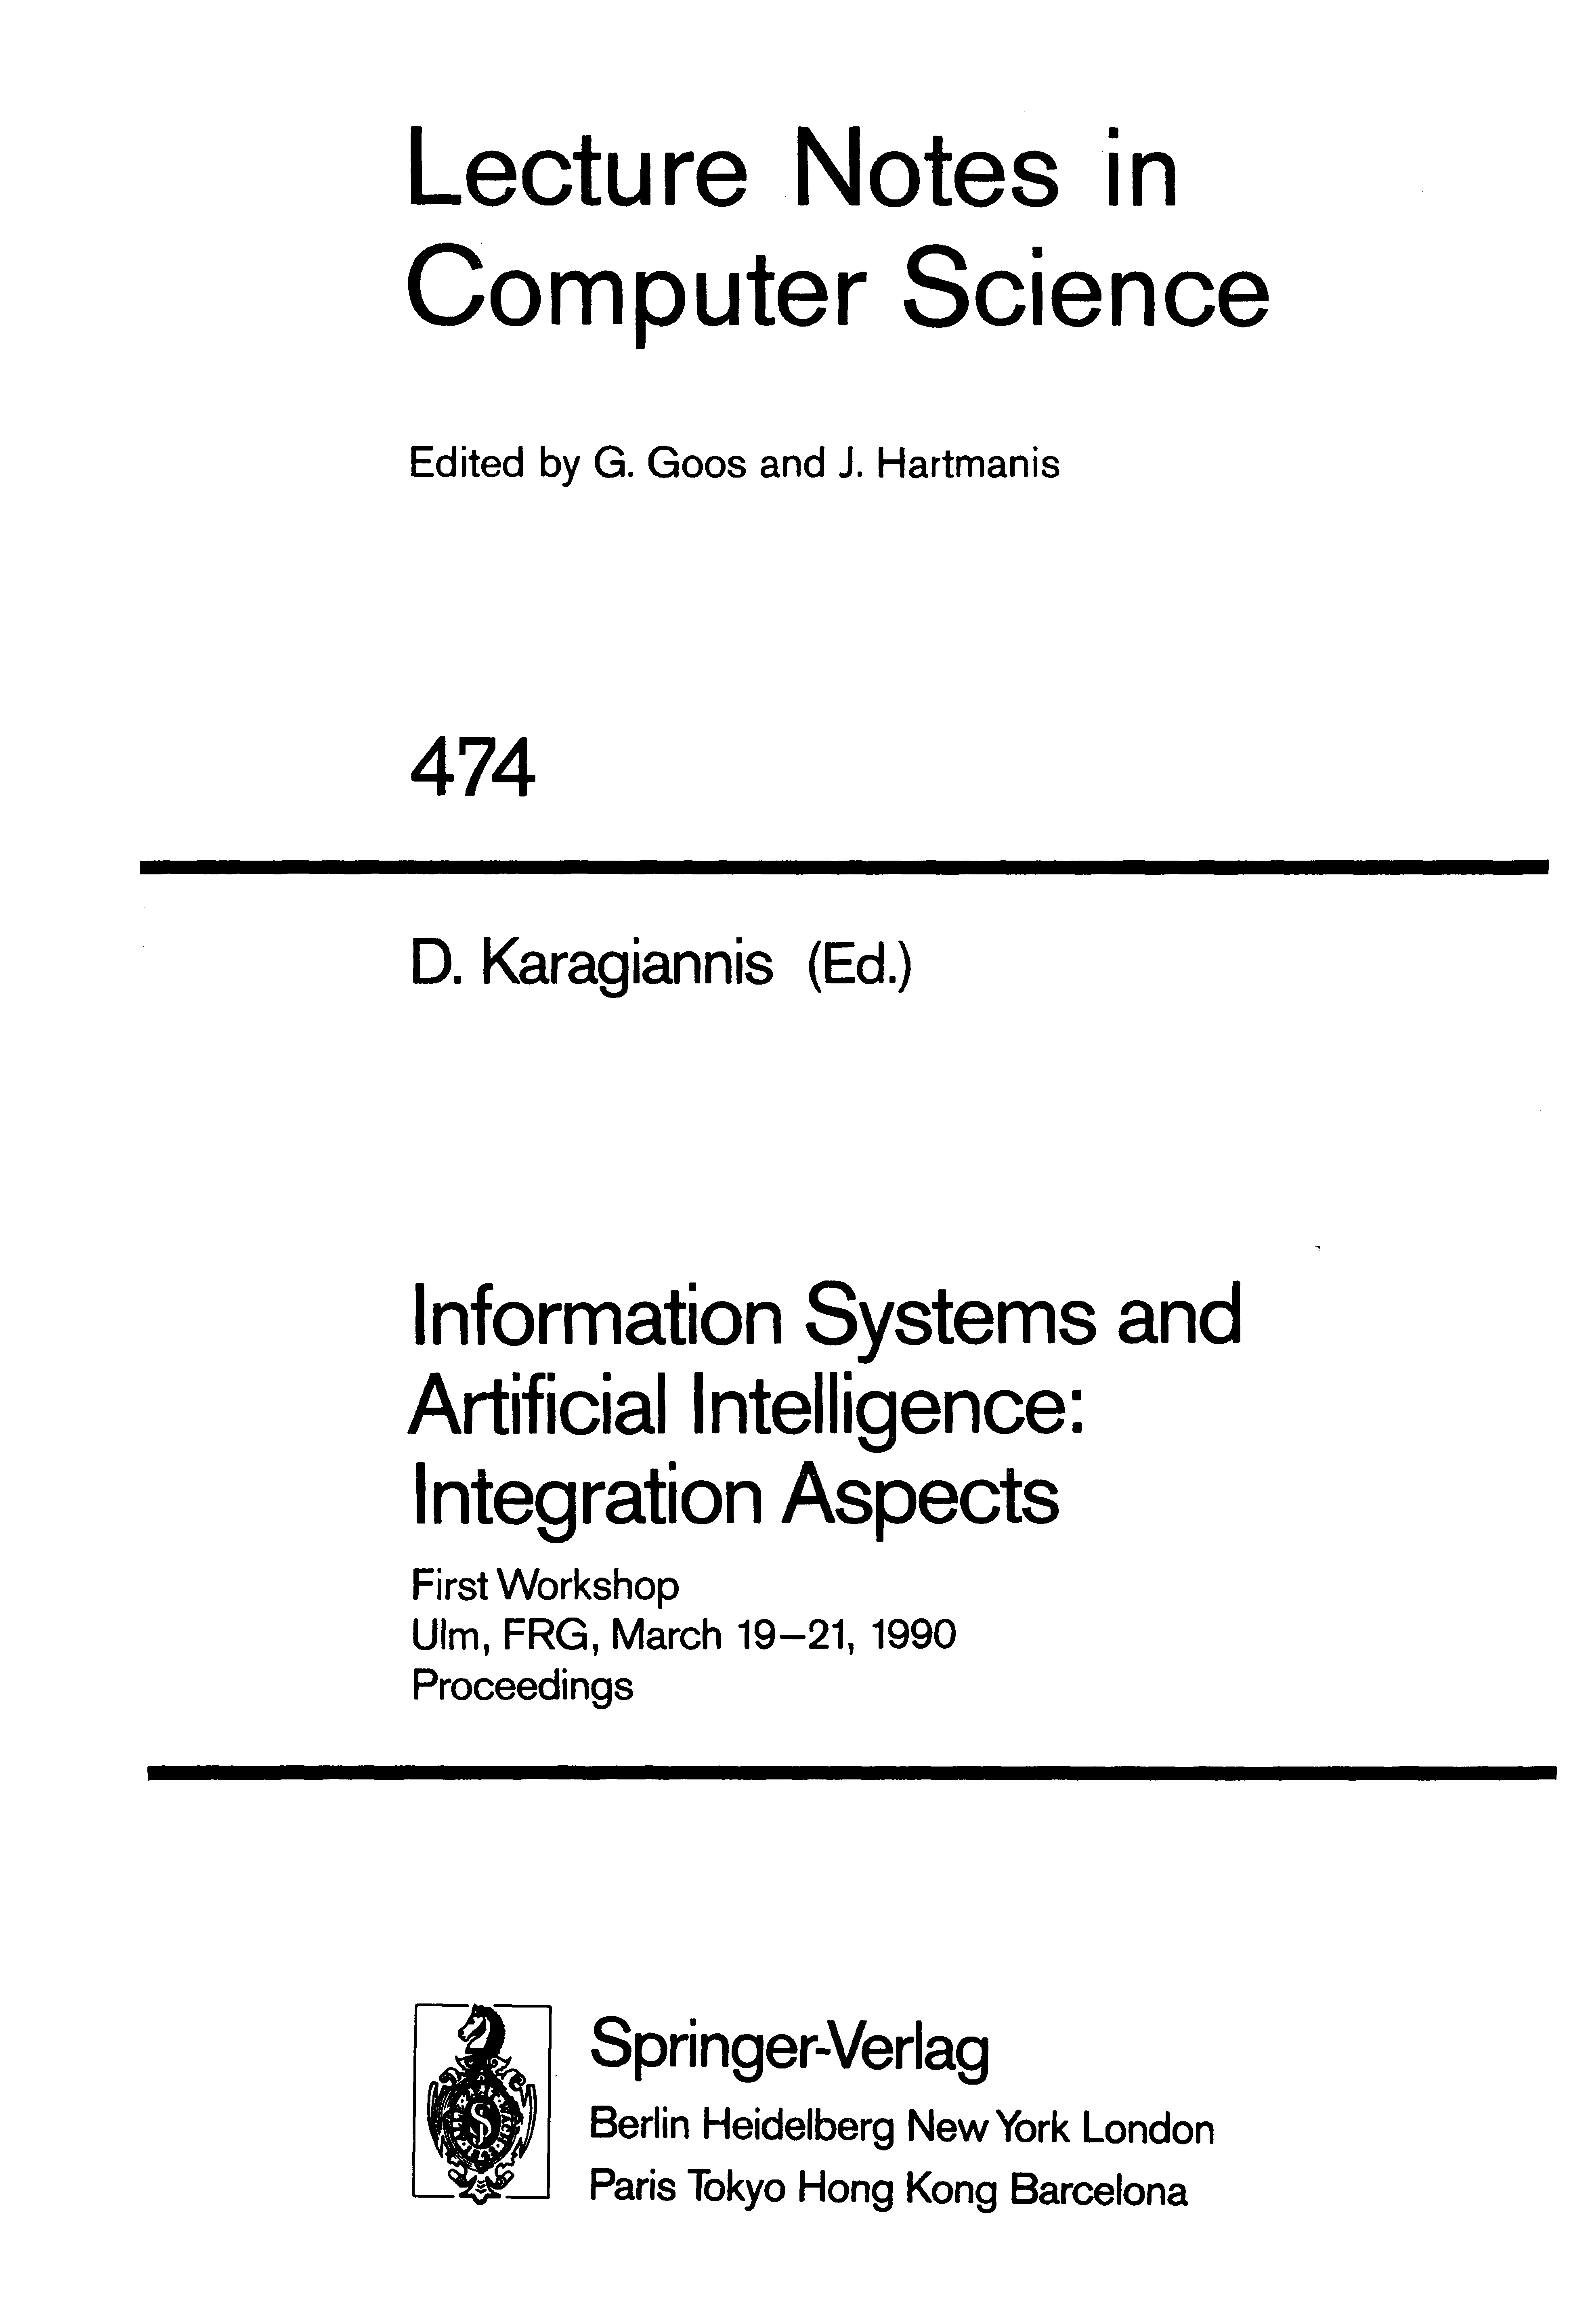 Lecture Notes in
Computer Science
Edited by G. Goos and J. Hartmanis
474
D. Karagiannis (Ed.)
Information Systems and
Artificial Intelligence:
Integration Aspects
First Workshop
Ulm, FRG, March 19–21, 1990
Proceedings
Springer-Verlag
Berlin Heidelberg New York London
Paris Tokyo Hong Kong Barcelona